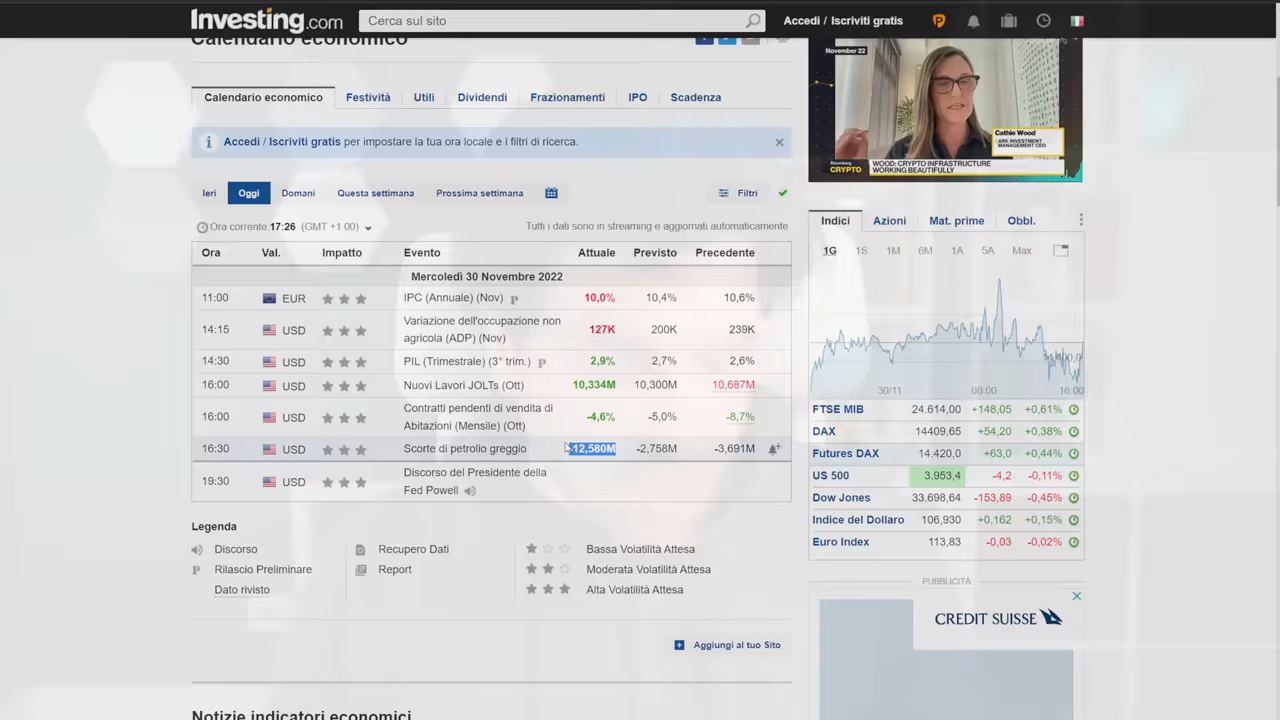 Investing.com
Cerca sul sito
Accedi / Iscriviti gratis
Calendario economico
Calendario economico Festività Utili Dividendi Frazionamenti IPO Scadenza
Accedi / Iscriviti gratis per impostare la tua ora locale e i filtri di ricerca.
Ieri Oggi Domani Questa settimana Prossima settimana Filtri
Ora corrente 17:26 (GMT +1:00) Tutti i dati sono in streaming e aggiornati automaticamente
Ora Val. Impatto Evento Attuale Previsto Precedente
Mercoledì 30 Novembre 2022
11:00 EUR IPC (Annuale) (Nov) P 10,0% 10,4% 10,6%
14:15 USD Variazione dell'occupazione non agricola (ADP) (Nov) 127K 200K 239K
14:30 USD PIL (Trimestrale) (3° trim.) P 2,9% 2,7% 2,6%
16:00 USD Nuovi Lavori JOLTs (Ott) 10,334M 10,300M 10,687M
16:00 USD Contratti pendenti di vendita di Abitazioni (Mensile) (Ott) -4,6% -5,0% -8,7%
16:30 USD Scorte di petrolio greggio -12,580M -2,758M -3,691M
19:30 USD Discorso del Presidente della Fed Powell
Legenda
Discorso Recupero Dati Bassa Volatilità Attesa
P Rilascio Preliminare Report Moderata Volatilità Attesa
Dato rivisto Alta Volatilità Attesa
Aggiungi al tuo Sito
Notizie indicatori economici
November 22
Cathie Wood
ARK INVESTMENT
MANAGEMENT CEO
Bloomberg
CRYPTO
WOOD: CRYPTO INFRASTRUCTURE
WORKING BEAUTIFULLY
Indici Azioni Mat. prime Obbl.
1G 1S 1M 6M 1A 5A Max
30/11 08:00 16:00
FTSE MIB 24.614,00 +148,05 +0,61%
DAX 14409,65 +54,20 +0,38%
Futures DAX 14.420,0 +63,0 +0,44%
US 500 3.953,4 -4,2 -0,11%
Dow Jones 33.698,64 -153,89 -0,45%
Indice del Dollaro 106,930 +0,162 +0,15%
Euro Index 113,83 -0,03 -0,02%
PUBBLICITÀ
CREDIT SUISSE